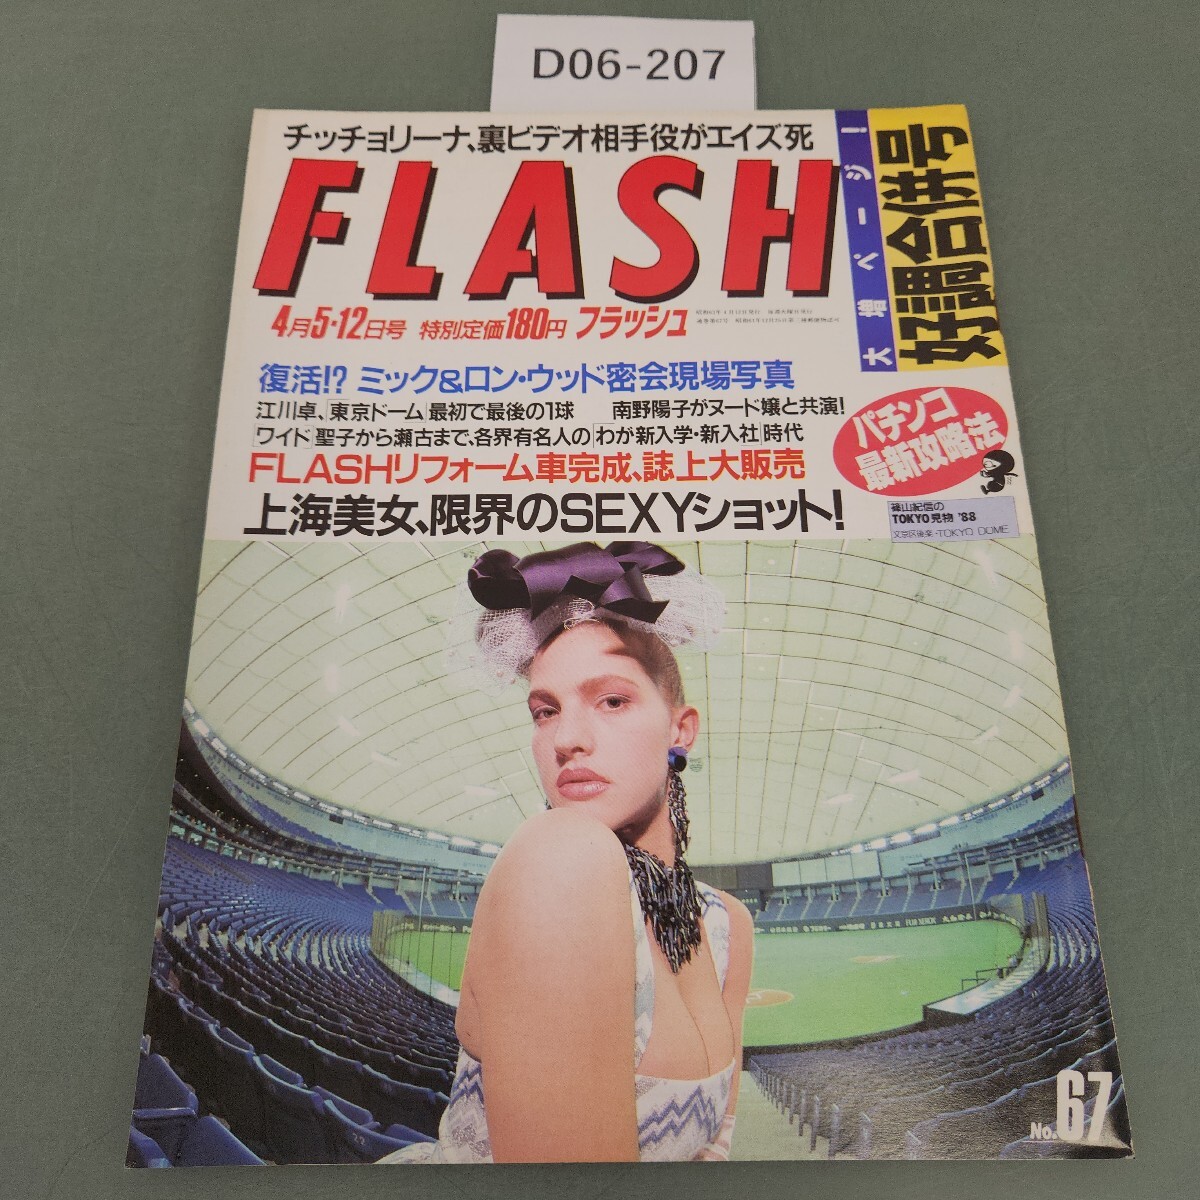 D06-207
チッチョリーナ、裏ビデオ相手役がエイズ死
FLASH
大増ページ!
好調合併号
4月5・12日号 特別定価180円 フラッシュ
復活!? ミック&ロン・ウッド密会現場写真
江川卓、「東京ドーム」最初で最後の1球 南野陽子がヌード嬢と共演!
「ワイド」聖子から瀬古まで、各界有名人の「わが新入学・新入社」時代
FLASHリフォーム車完成、誌上大販売
上海美女、限界のSEXYショット!
パチンコ
最新攻略法
篠山紀信の
TOKYO見物 '88
文京区後楽・TOKYO DOME
FUJI XEROX
22
No.67